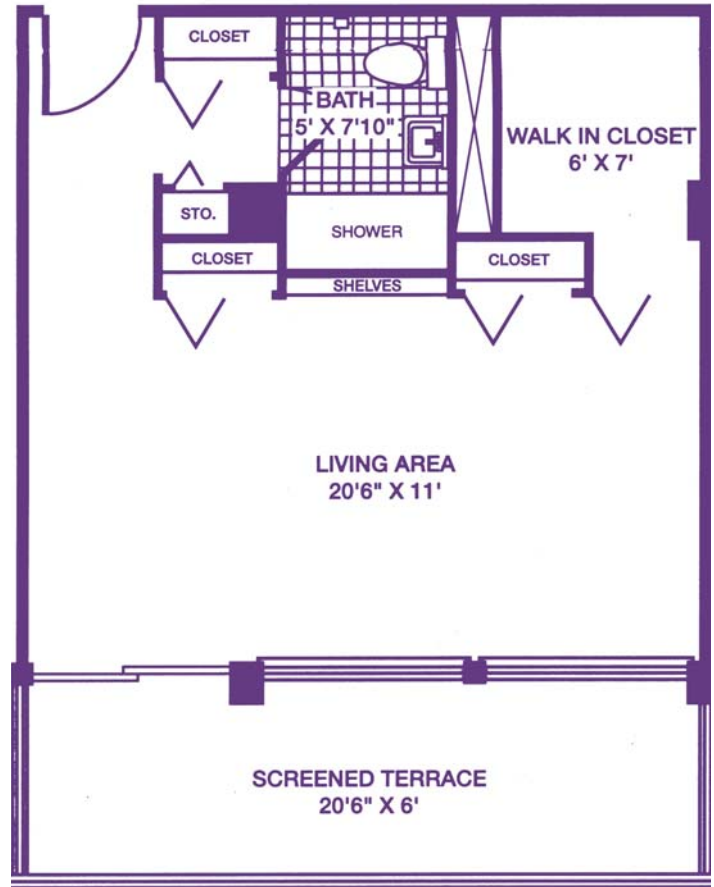 CLOSET
BATH
5' X 7'10"
WALK IN CLOSET
6' X 7'
STO.
SHOWER
CLOSET
CLOSET
SHELVES
LIVING AREA
20'6" X 11'
SCREENED TERRACE
20'6" X 6'